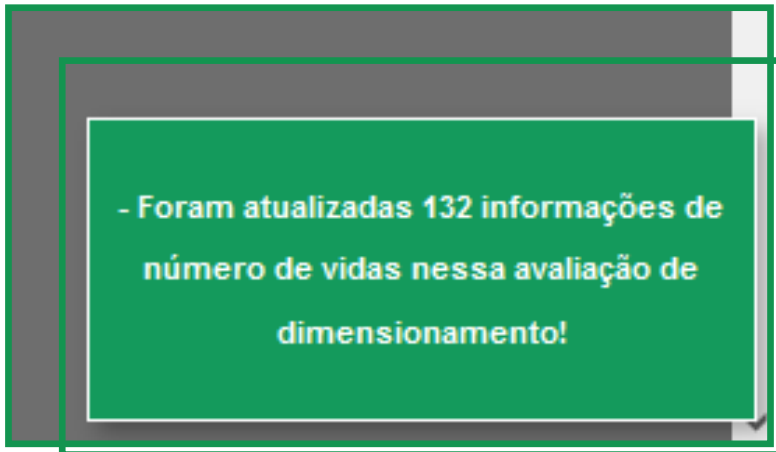 - Foram atualizadas 132 informações de
número de vidas nessa avaliação de
dimensionamento!